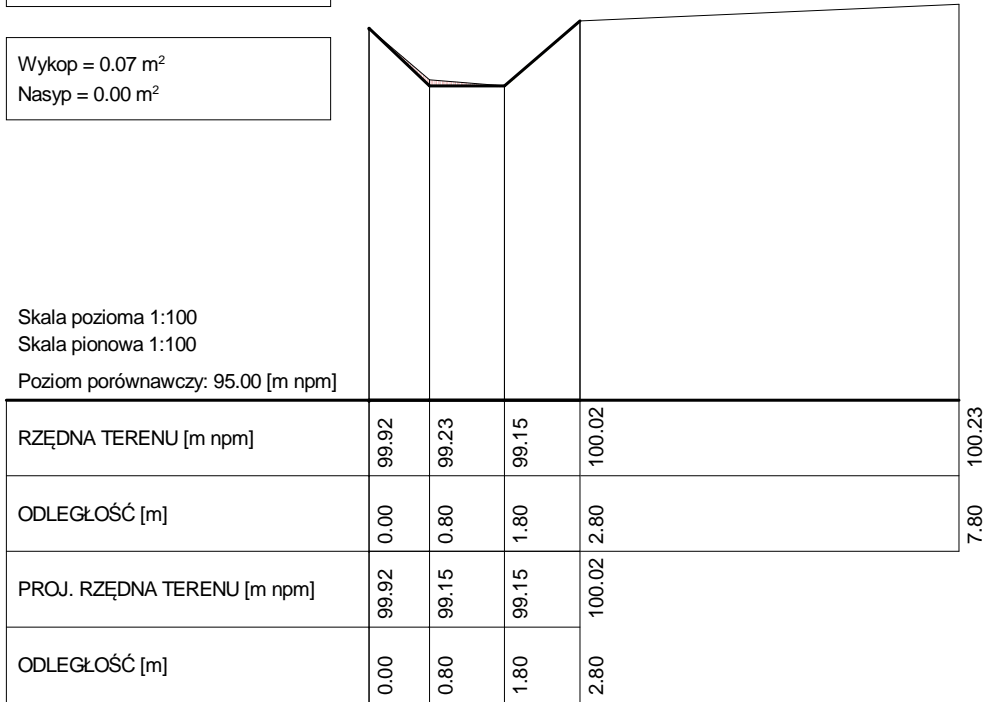 Wykop = 0.07 m²
Nasyp = 0.00 m²
Skala pozioma 1:100
Skala pionowa 1:100
Poziom porównawczy: 95.00 [m npm]
RZĘDNA TERENU [m npm] 99.92 99.23 99.15 100.02 100.23
ODLEGŁOŚĆ [m] 0.00 0.80 1.80 2.80 7.80
PROJ. RZĘDNA TERENU [m npm] 99.92 99.15 99.15 100.02
ODLEGŁOŚĆ [m] 0.00 0.80 1.80 2.80